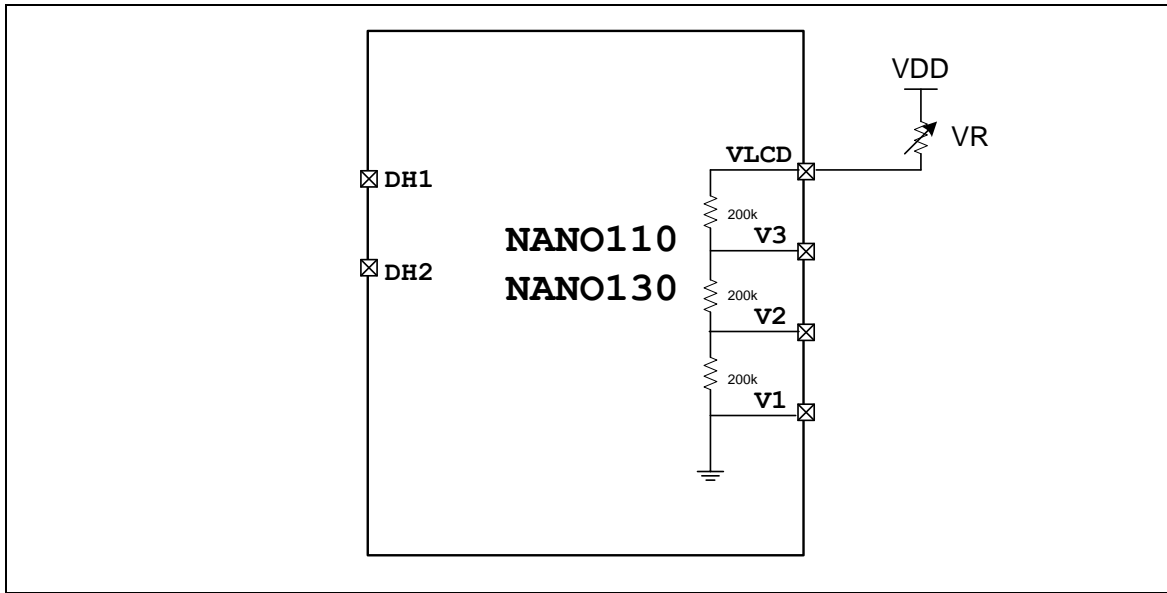 VDD
VR
VLCD
DH1
200k
V3
NANO110
DH2
NANO130
200k
V2
200k
V1